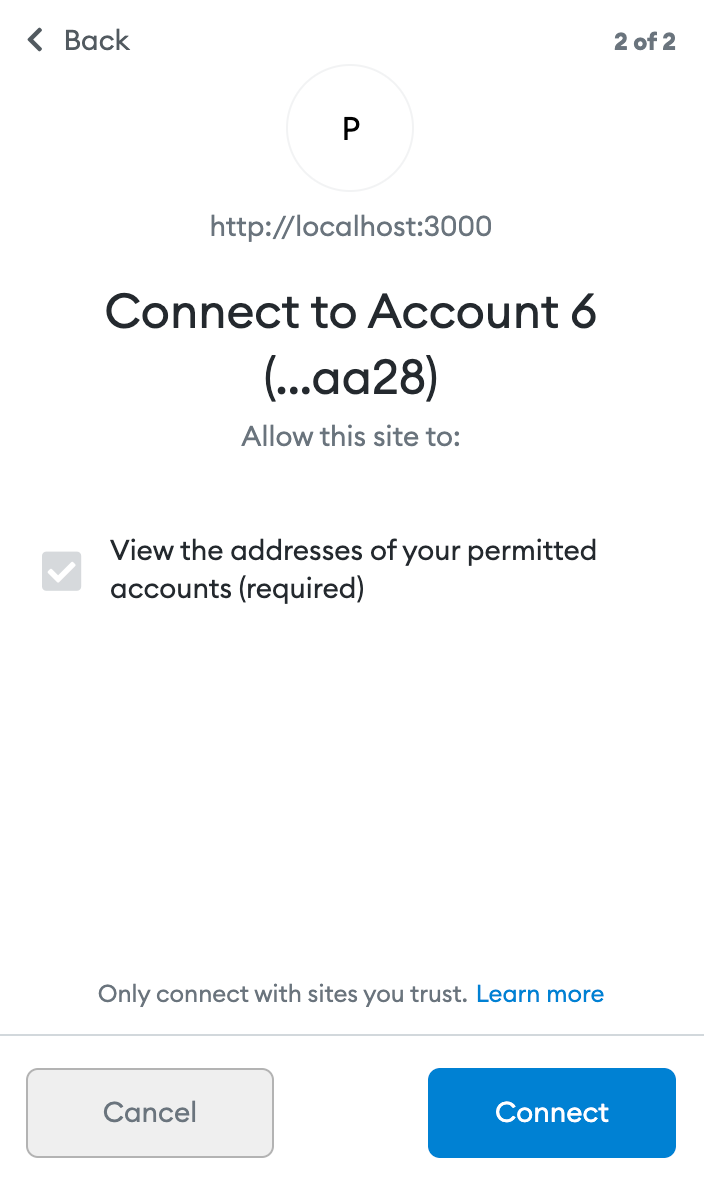 Back
2 of 2
P
http://localhost:3000
Connect to Account 6
(...aa28)
Allow this site to:
View the addresses of your permitted
accounts (required)
Only connect with sites you trust. Learn more
Cancel
Connect